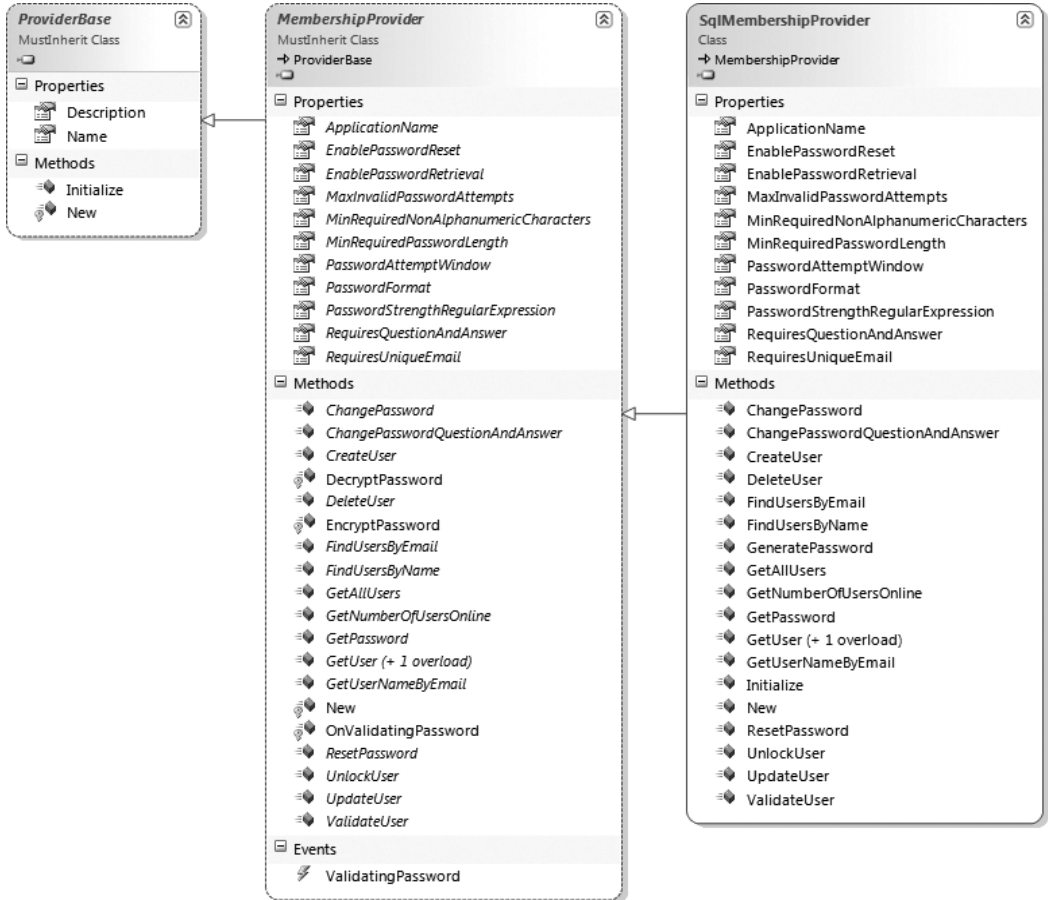 ProviderBase
MustInherit Class
Properties
Description
Name
Methods
Initialize
New
MembershipProvider
MustInherit Class
ProviderBase
Properties
ApplicationName
EnablePasswordReset
EnablePasswordRetrieval
MaxInvalidPasswordAttempts
MinRequiredNonAlphanumericCharacters
MinRequiredPasswordLength
PasswordAttemptWindow
PasswordFormat
PasswordStrengthRegularExpression
RequiresQuestionAndAnswer
RequiresUniqueEmail
Methods
ChangePassword
ChangePasswordQuestionAndAnswer
CreateUser
DecryptPassword
DeleteUser
EncryptPassword
FindUsersByEmail
FindUsersByName
GetAllUsers
GetNumberOfUsersOnline
GetPassword
GetUser (+ 1 overload)
GetUserNameByEmail
New
OnValidatingPassword
ResetPassword
UnlockUser
UpdateUser
ValidateUser
Events
ValidatingPassword
SqlMembershipProvider
Class
MembershipProvider
Properties
ApplicationName
EnablePasswordReset
EnablePasswordRetrieval
MaxInvalidPasswordAttempts
MinRequiredNonAlphanumericCharacters
MinRequiredPasswordLength
PasswordAttemptWindow
PasswordFormat
PasswordStrengthRegularExpression
RequiresQuestionAndAnswer
RequiresUniqueEmail
Methods
ChangePassword
ChangePasswordQuestionAndAnswer
CreateUser
DeleteUser
FindUsersByEmail
FindUsersByName
GeneratePassword
GetAllUsers
GetNumberOfUsersOnline
GetPassword
GetUser (+ 1 overload)
GetUserNameByEmail
Initialize
New
ResetPassword
UnlockUser
UpdateUser
ValidateUser